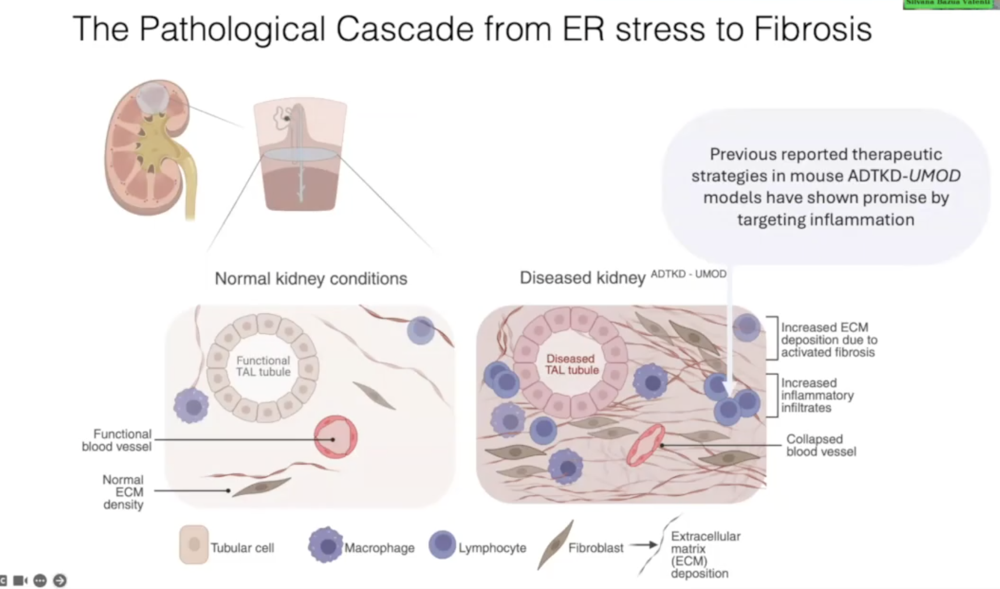 Silvana Bazua Valenti
The Pathological Cascade from ER stress to Fibrosis
Previous reported therapeutic
strategies in mouse ADTKD-UMOD
models have shown promise by
targeting inflammation
Normal kidney conditions
Diseased kidney ADTKD - UMOD
Functional
TAL tubule
Diseased
TAL tubule
Increased ECM
deposition due to
activated fibrosis
Increased
inflammatory
infiltrates
Functional
blood vessel
Collapsed
blood vessel
Normal
ECM
density
Tubular cell
Macrophage
Lymphocyte
Fibroblast
Extracellular
matrix
(ECM)
deposition